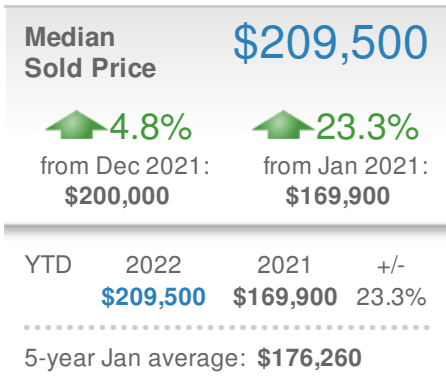 Median $209,500
Sold Price
4.8% 23.3%
from Dec 2021: from Jan 2021:
$200,000 $169,900
YTD 2022 2021 +/-
$209,500 $169,900 23.3%
5-year Jan average: $176,260